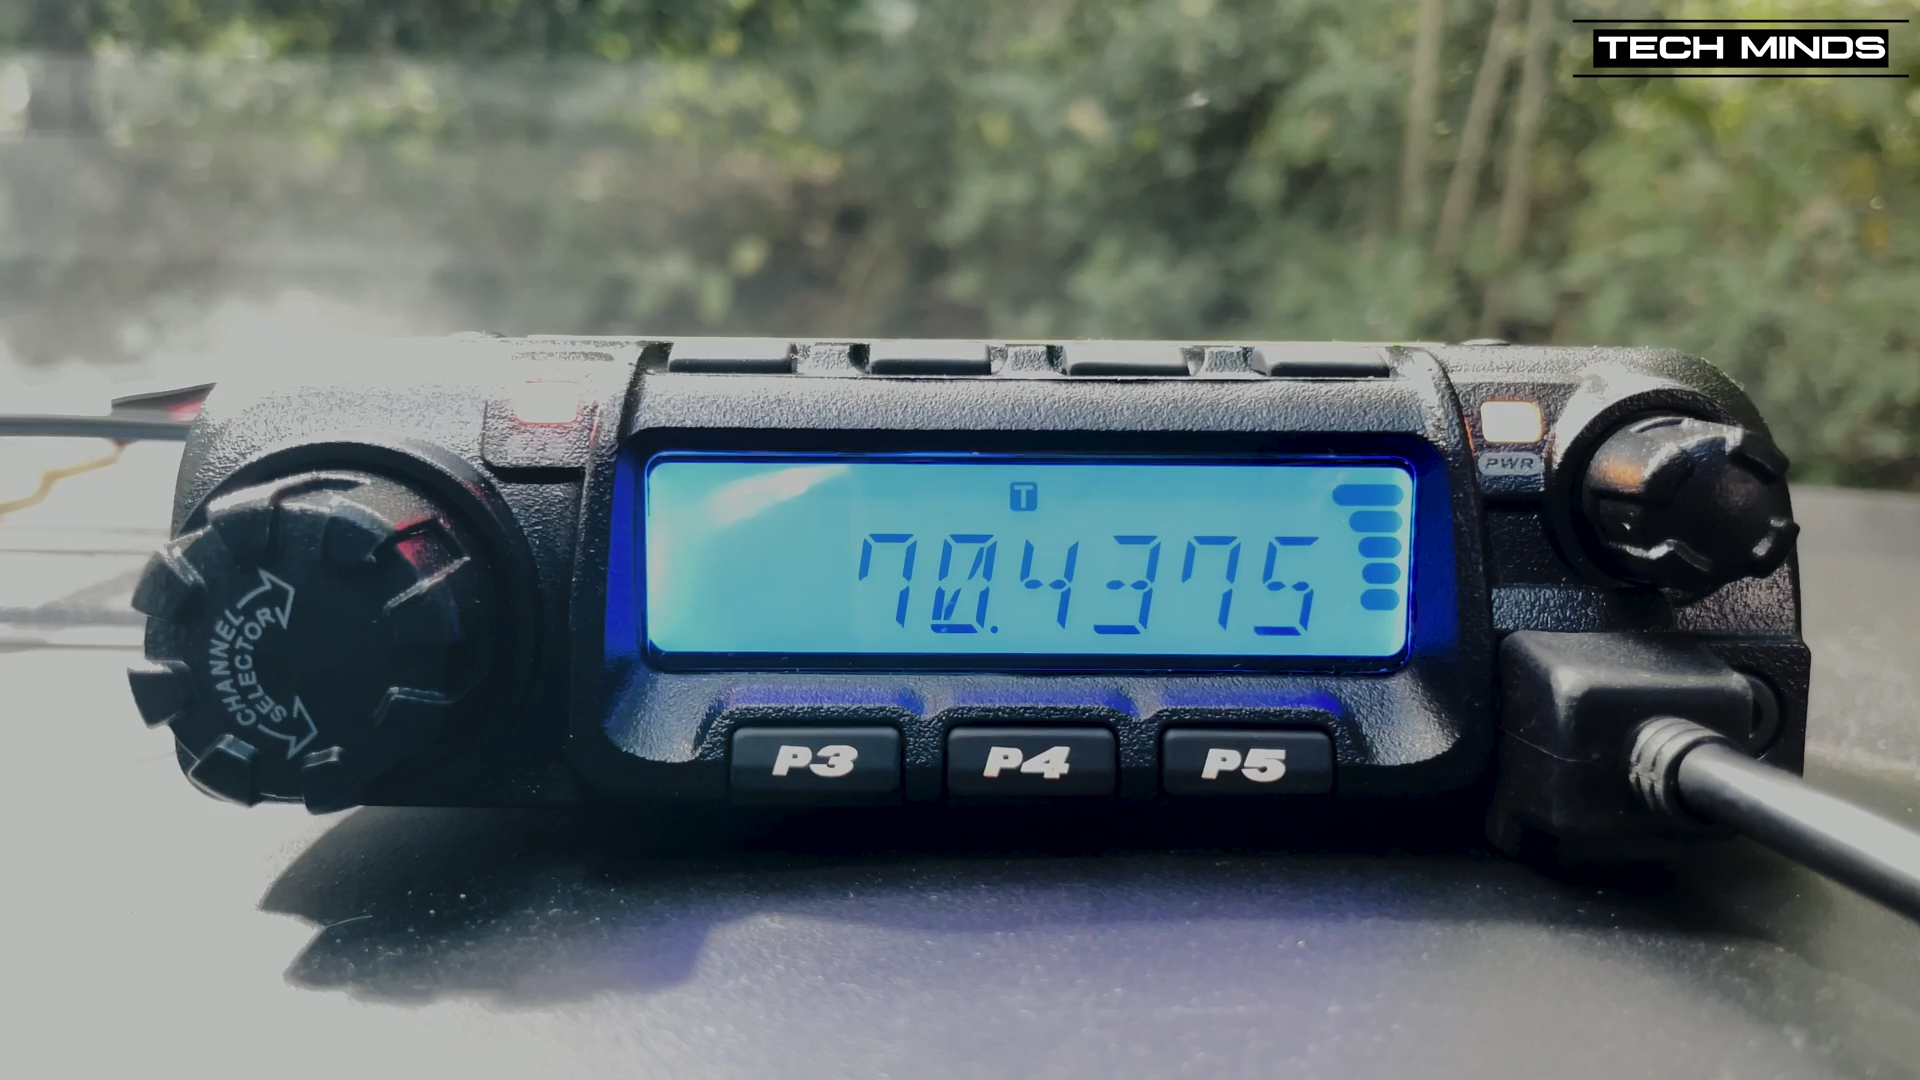 TECH MINDS
PWR
T
70.4375
CHANNEL
SELECTOR
P3
P4
P5